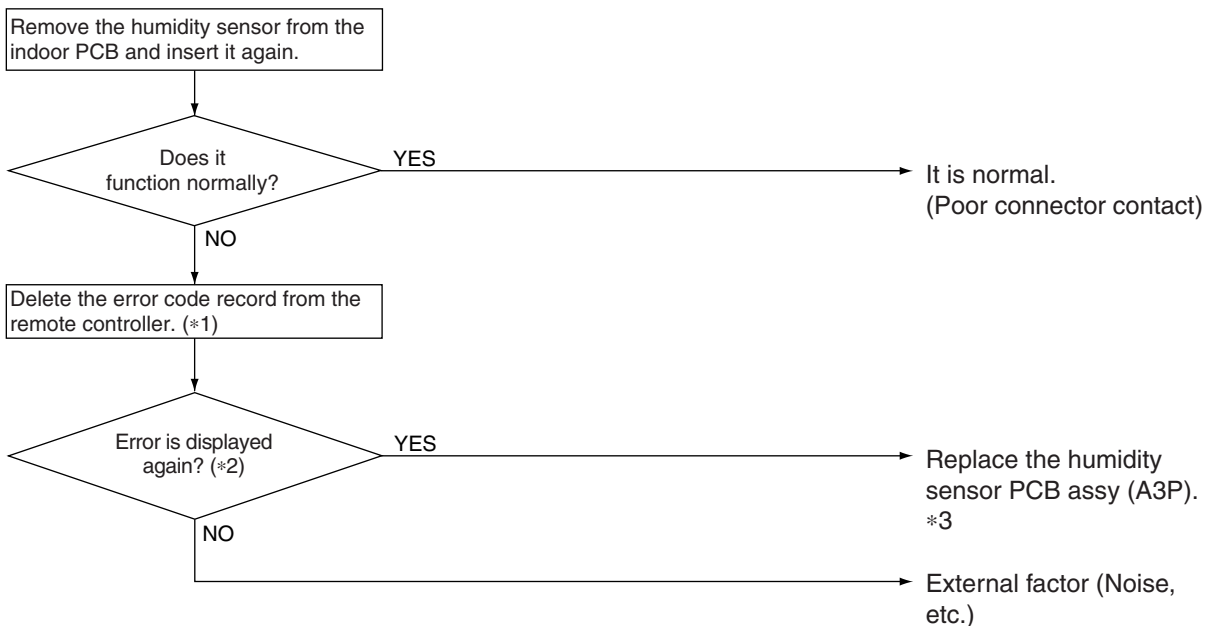 Remove the humidity sensor from the
indoor PCB and insert it again.
Does it
function normally?
YES
It is normal.
(Poor connector contact)
NO
Delete the error code record from the
remote controller. (∗1)
Error is displayed
again? (∗2)
YES
Replace the humidity
sensor PCB assy (A3P).
∗3
NO
External factor (Noise,
etc.)